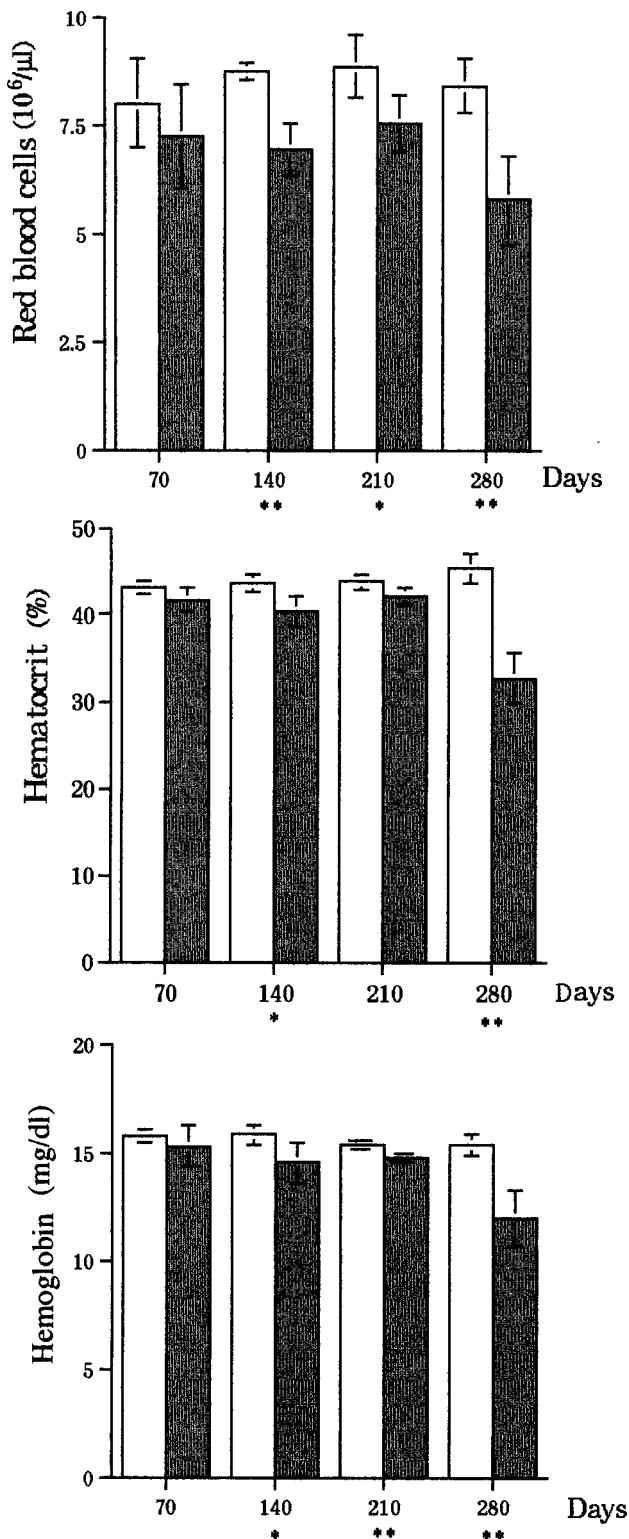 Red blood cells (10⁶/µl)
10
7.5
5
2.5
0
70 140 210 280 Days
** * **
Hematocrit (%)
50
40
30
20
10
0
70 140 210 280 Days
* **
Hemoglobin (mg/dl)
20
15
10
5
0
70 140 210 280 Days
* ** **